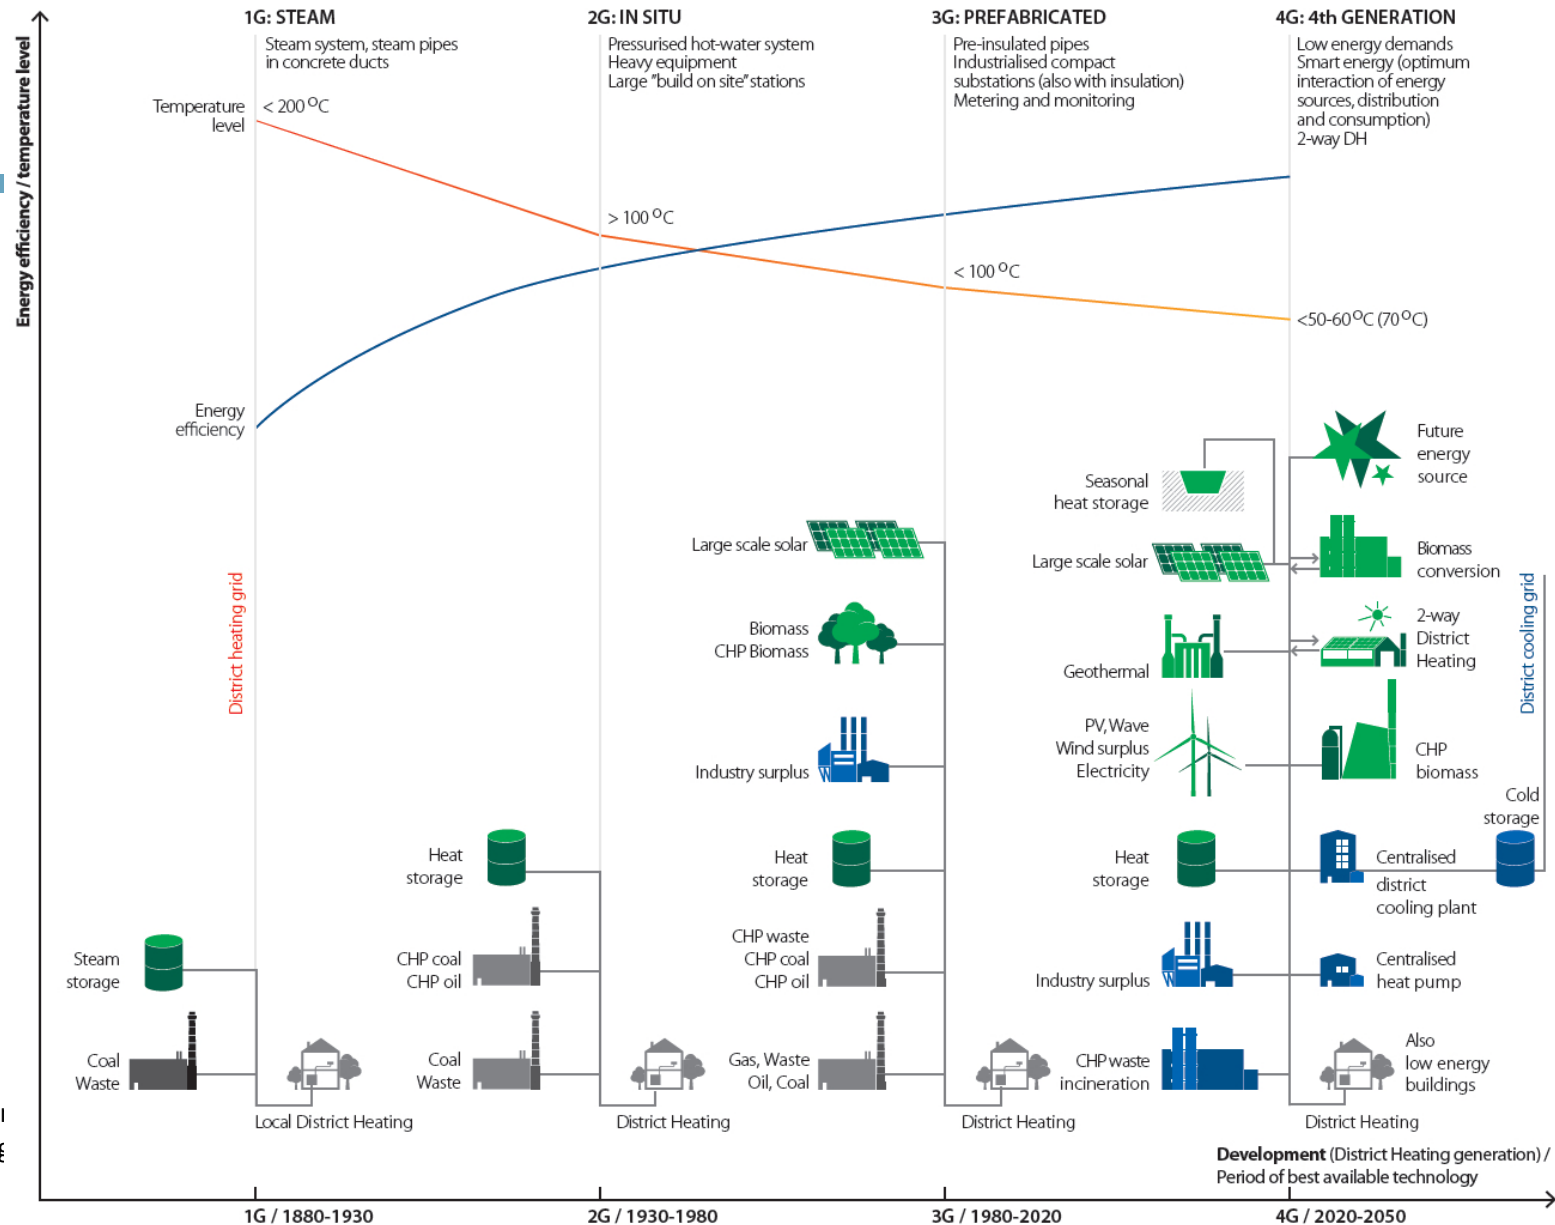 Energy efficiency / temperature level
1G: STEAM
Steam system, steam pipes
in concrete ducts
2G: IN SITU
Pressurised hot-water system
Heavy equipment
Large "build on site" stations
3G: PREFABRICATED
Pre-insulated pipes
Industrialised compact
substations (also with insulation)
Metering and monitoring
4G: 4th GENERATION
Low energy demands
Smart energy (optimum
interaction of energy
sources, distribution
and consumption)
2-way DH
Temperature
level
< 200 °C
> 100 °C
< 100 °C
<50-60 °C (70 °C)
Energy
efficiency
District heating grid
Steam
storage
Coal
Waste
Local District Heating
Heat
storage
CHP coal
CHP oil
Coal
Waste
District Heating
Large scale solar
Biomass
CHP Biomass
Industry surplus
Heat
storage
CHP waste
CHP coal
CHP oil
Gas, Waste
Oil, Coal
District Heating
Seasonal
heat storage
Large scale solar
Geothermal
PV, Wave
Wind surplus
Electricity
Heat
storage
Industry surplus
CHP waste
incineration
Future
energy
source
Biomass
conversion
2-way
District
Heating
CHP
biomass
Cold
storage
Centralised
district
cooling plant
Centralised
heat pump
Also
low energy
buildings
District Heating
District cooling grid
Development (District Heating generation) /
Period of best available technology
1G / 1880-1930
2G / 1930-1980
3G / 1980-2020
4G / 2020-2050